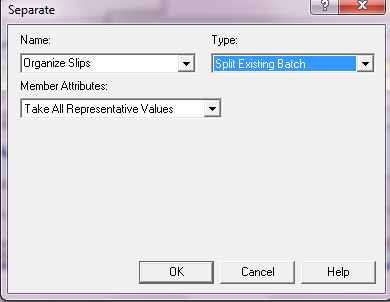 Separate
Name: Type:
Organize Slips Split Existing Batch
Member Attributes:
Take All Representative Values
OK Cancel Help